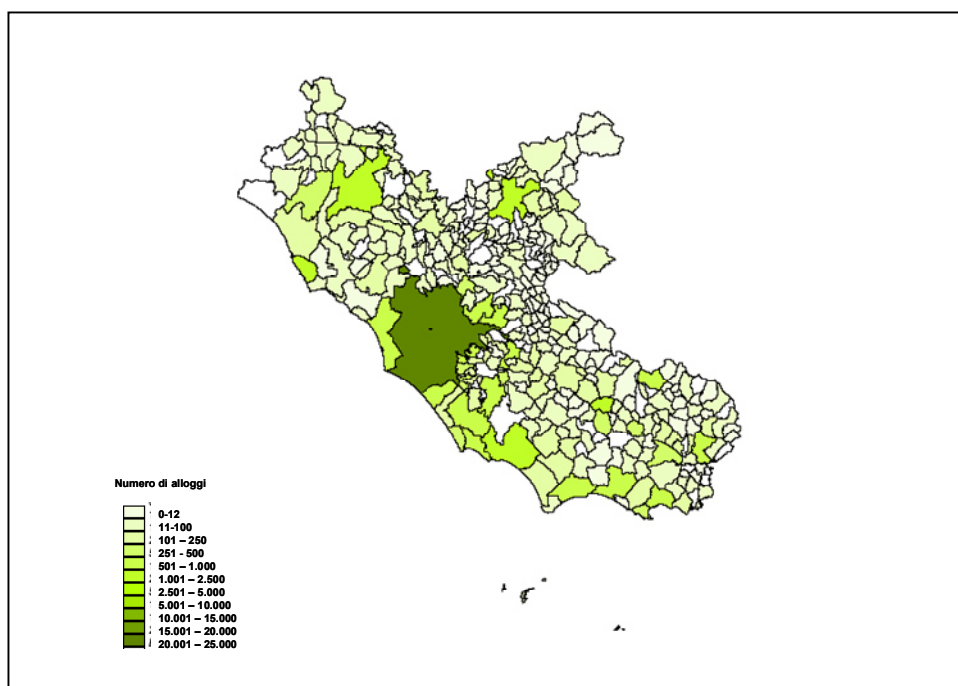 Numero di alloggi
0-12
11-100
101 – 250
251 - 500
501 – 1.000
1.001 – 2.500
2.501 – 5.000
5.001 – 10.000
10.001 – 15.000
15.001 – 20.000
20.001 – 25.000